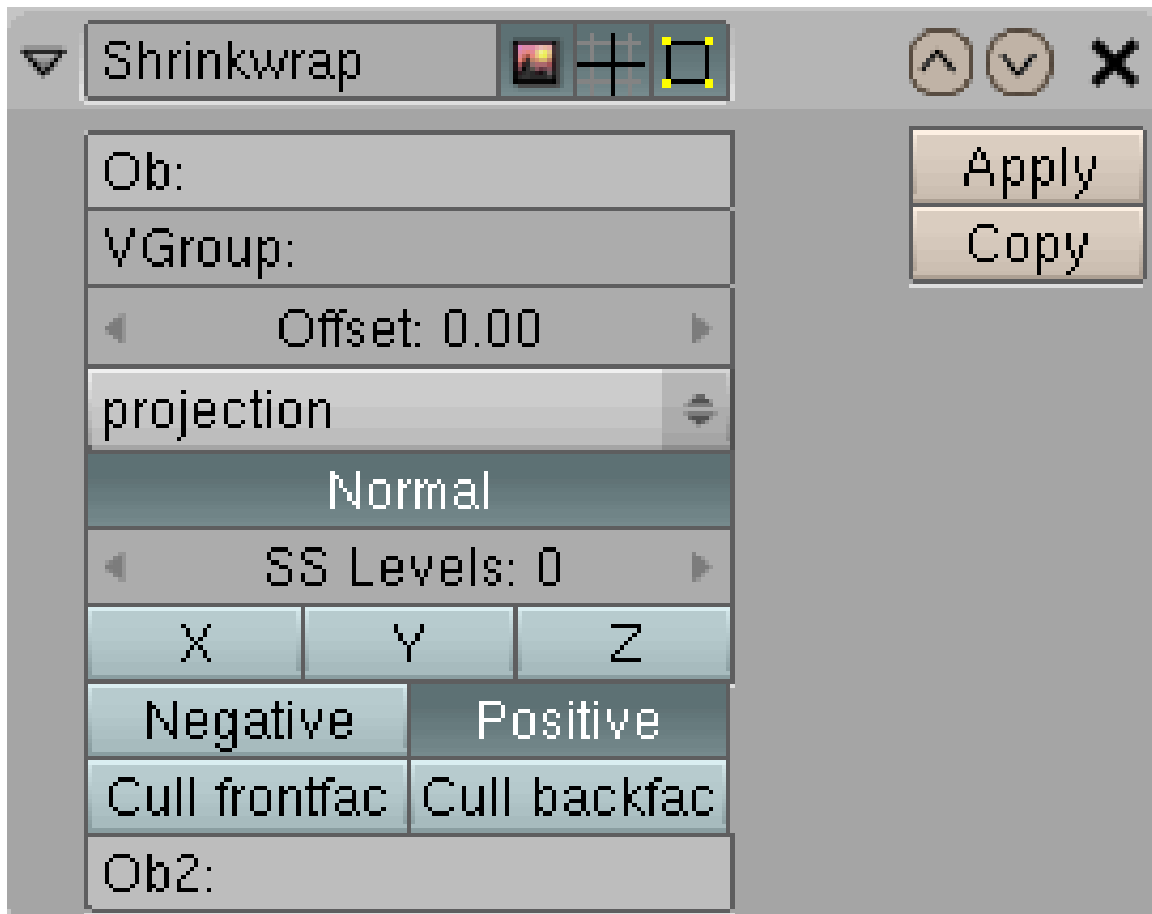 Shrinkwrap
Ob:
Apply
VGroup:
Copy
Offset: 0.00
projection
Normal
SS Levels: 0
X Y Z
Negative Positive
Cull frontfac Cull backfac
Ob2: